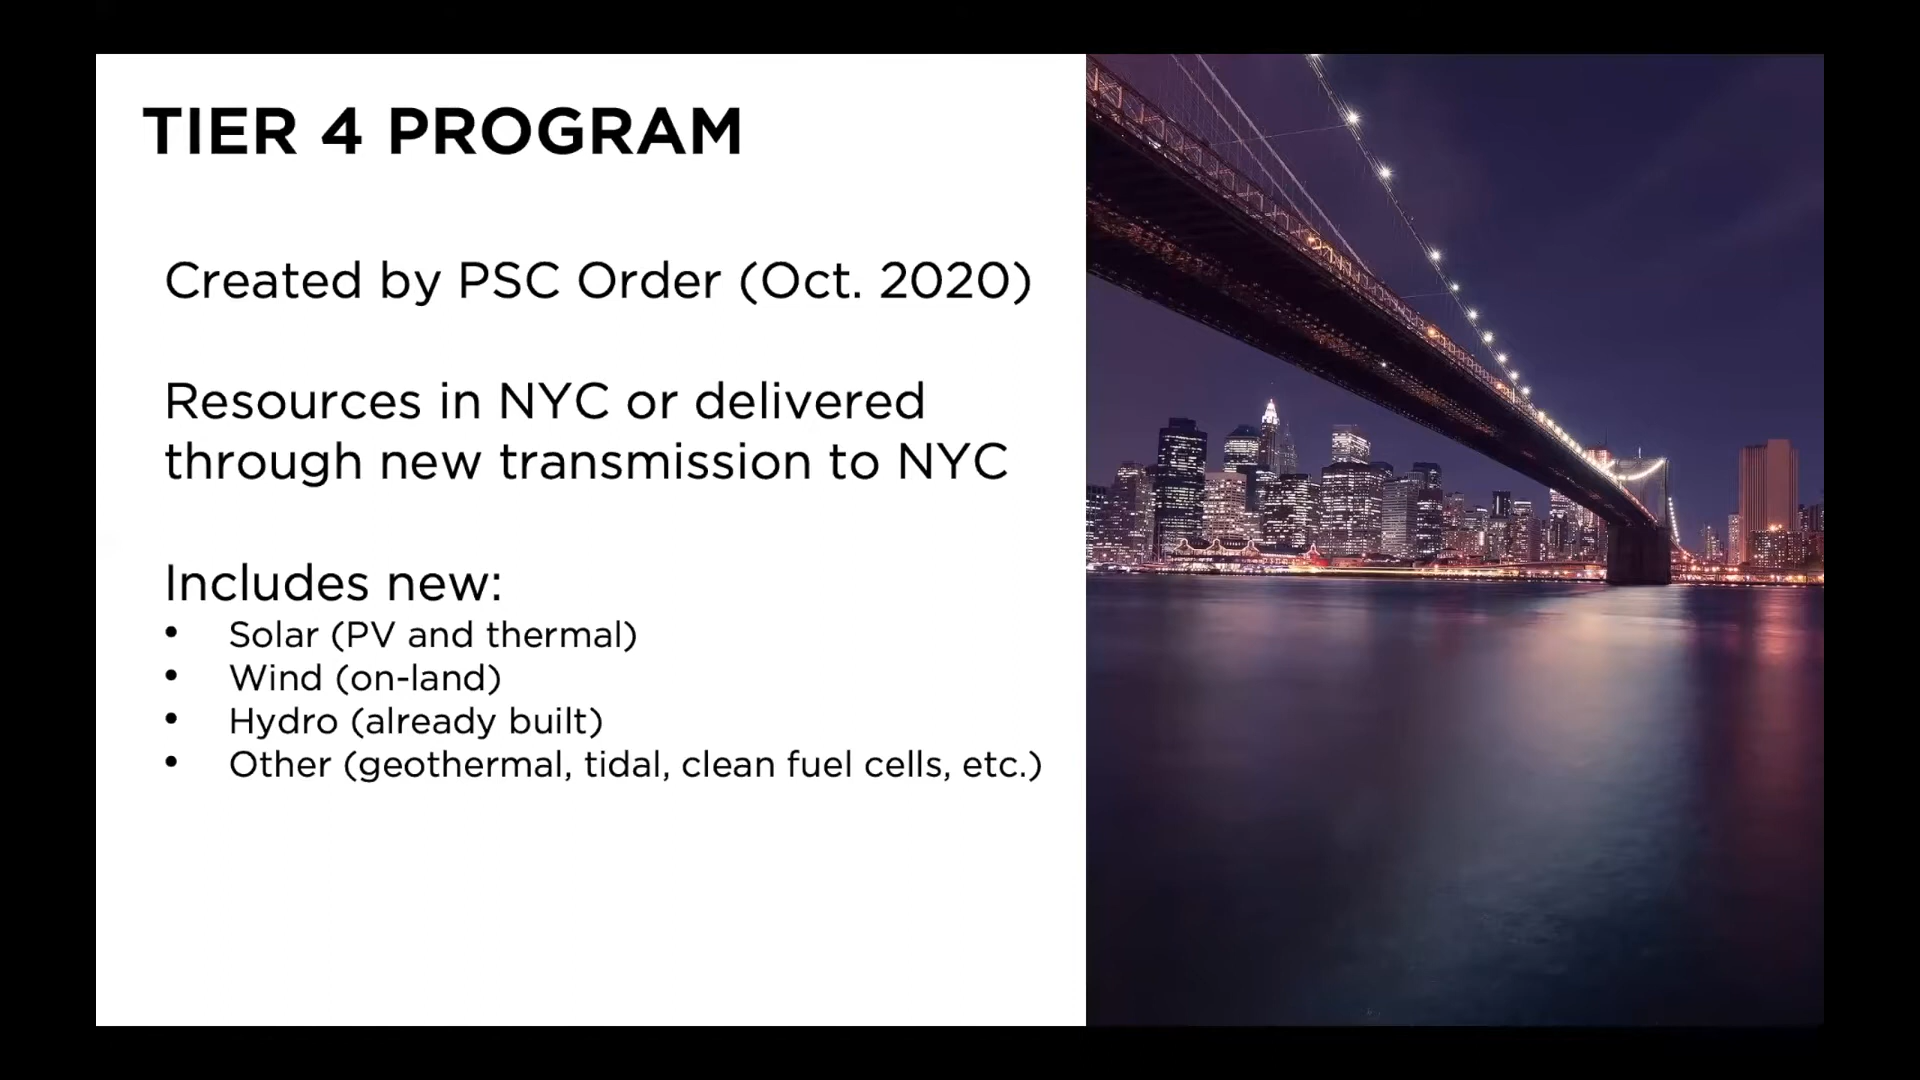 TIER 4 PROGRAM
Created by PSC Order (Oct. 2020)
Resources in NYC or delivered
through new transmission to NYC
Includes new:
• Solar (PV and thermal)
• Wind (on-land)
• Hydro (already built)
• Other (geothermal, tidal, clean fuel cells, etc.)